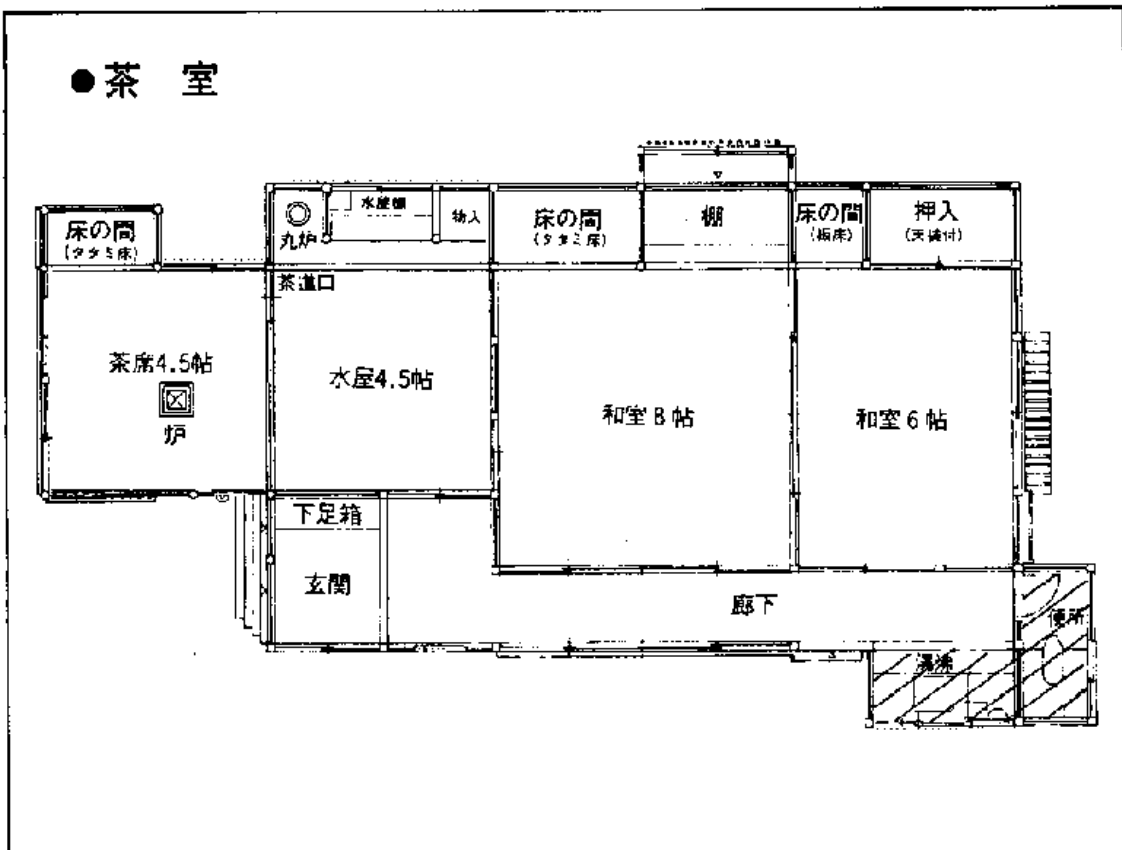 ●茶 室
床の間
(タタミ床)
丸炉
水屋棚
物入
床の間
(タタミ床)
棚
床の間
(板床)
押入
(天袋付)
茶道口
茶席4.5帖
炉
水屋4.5帖
和室8帖
和室6帖
下足箱
玄関
廊下
便所
湯沸